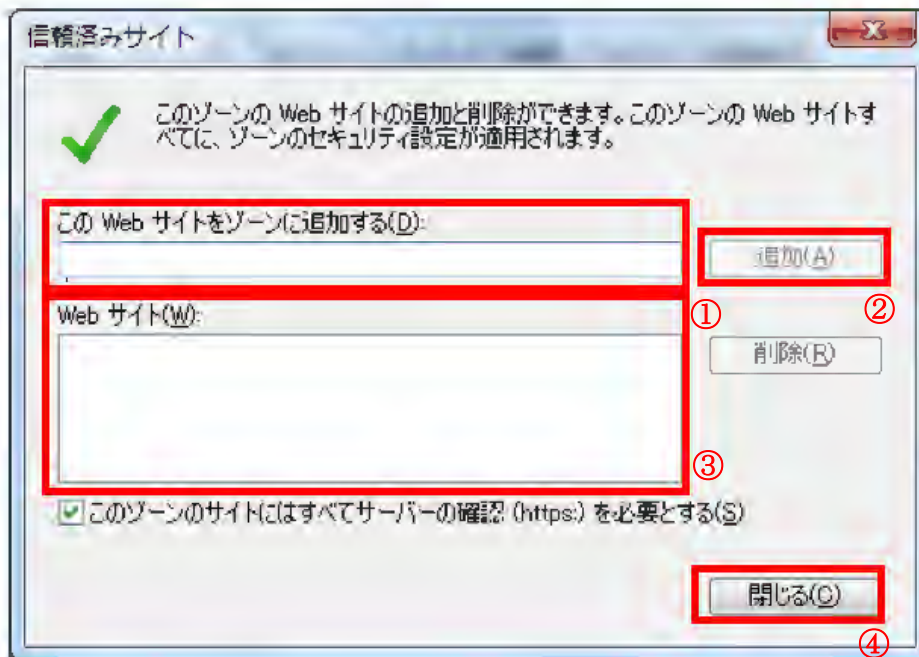 信頼済みサイト
このゾーンの Web サイトの追加と削除ができます。このゾーンの Web サイトす
べてに、ゾーンのセキュリティ設定が適用されます。
この Web サイトをゾーンに追加する(D):
追加(A)
①
②
Web サイト(W):
削除(R)
③
このゾーンのサイトにはすべてサーバーの確認 (https:) を必要とする(S)
閉じる(C)
④